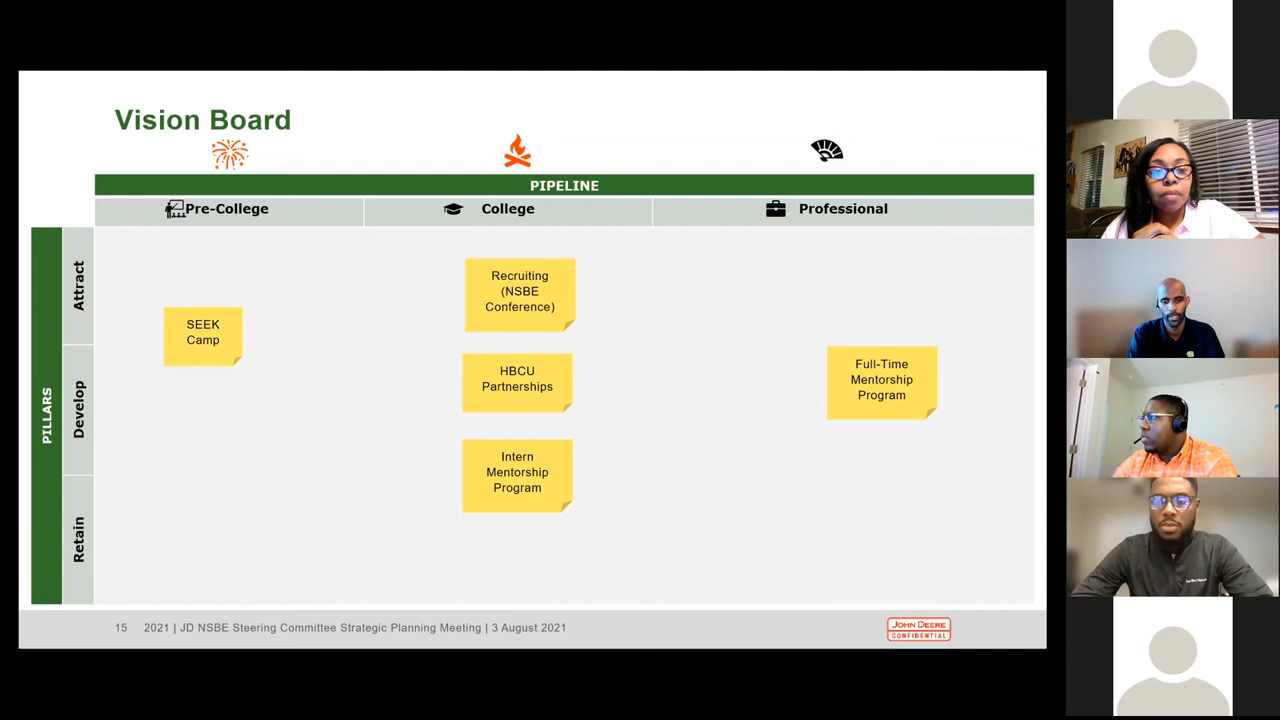 Vision Board
PIPELINE
Pre-College
College
Professional
PILLARS
Attract
Develop
Retain
SEEK
Camp
Recruiting
(NSBE
Conference)
HBCU
Partnerships
Intern
Mentorship
Program
Full-Time
Mentorship
Program
15 2021 | JD NSBE Steering Committee Strategic Planning Meeting | 3 August 2021
JOHN DEERE
CONFIDENTIAL